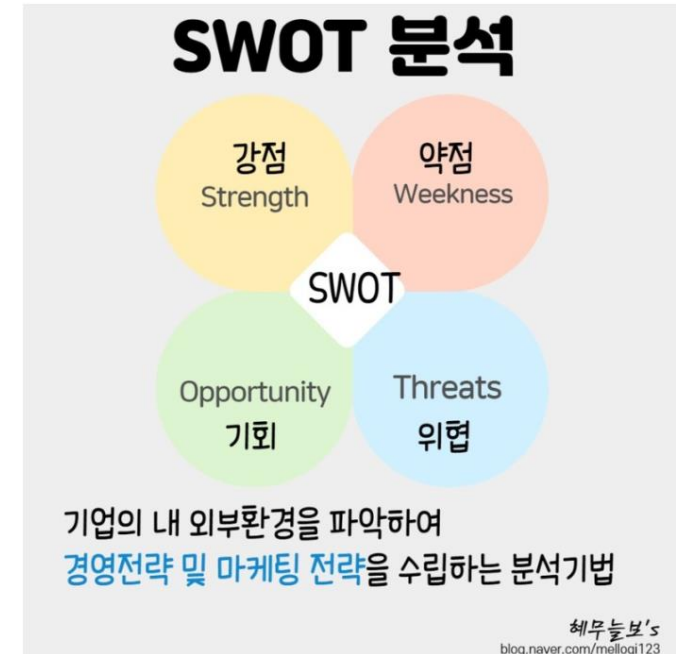 SWOT 분석
강점
Strength
약점
Weekness
SWOT
Opportunity
기회
Threats
위협
기업의 내 외부환경을 파악하여
경영전략 및 마케팅 전략을 수립하는 분석기법
혜무늘보's
blog.naver.com/mellogi123